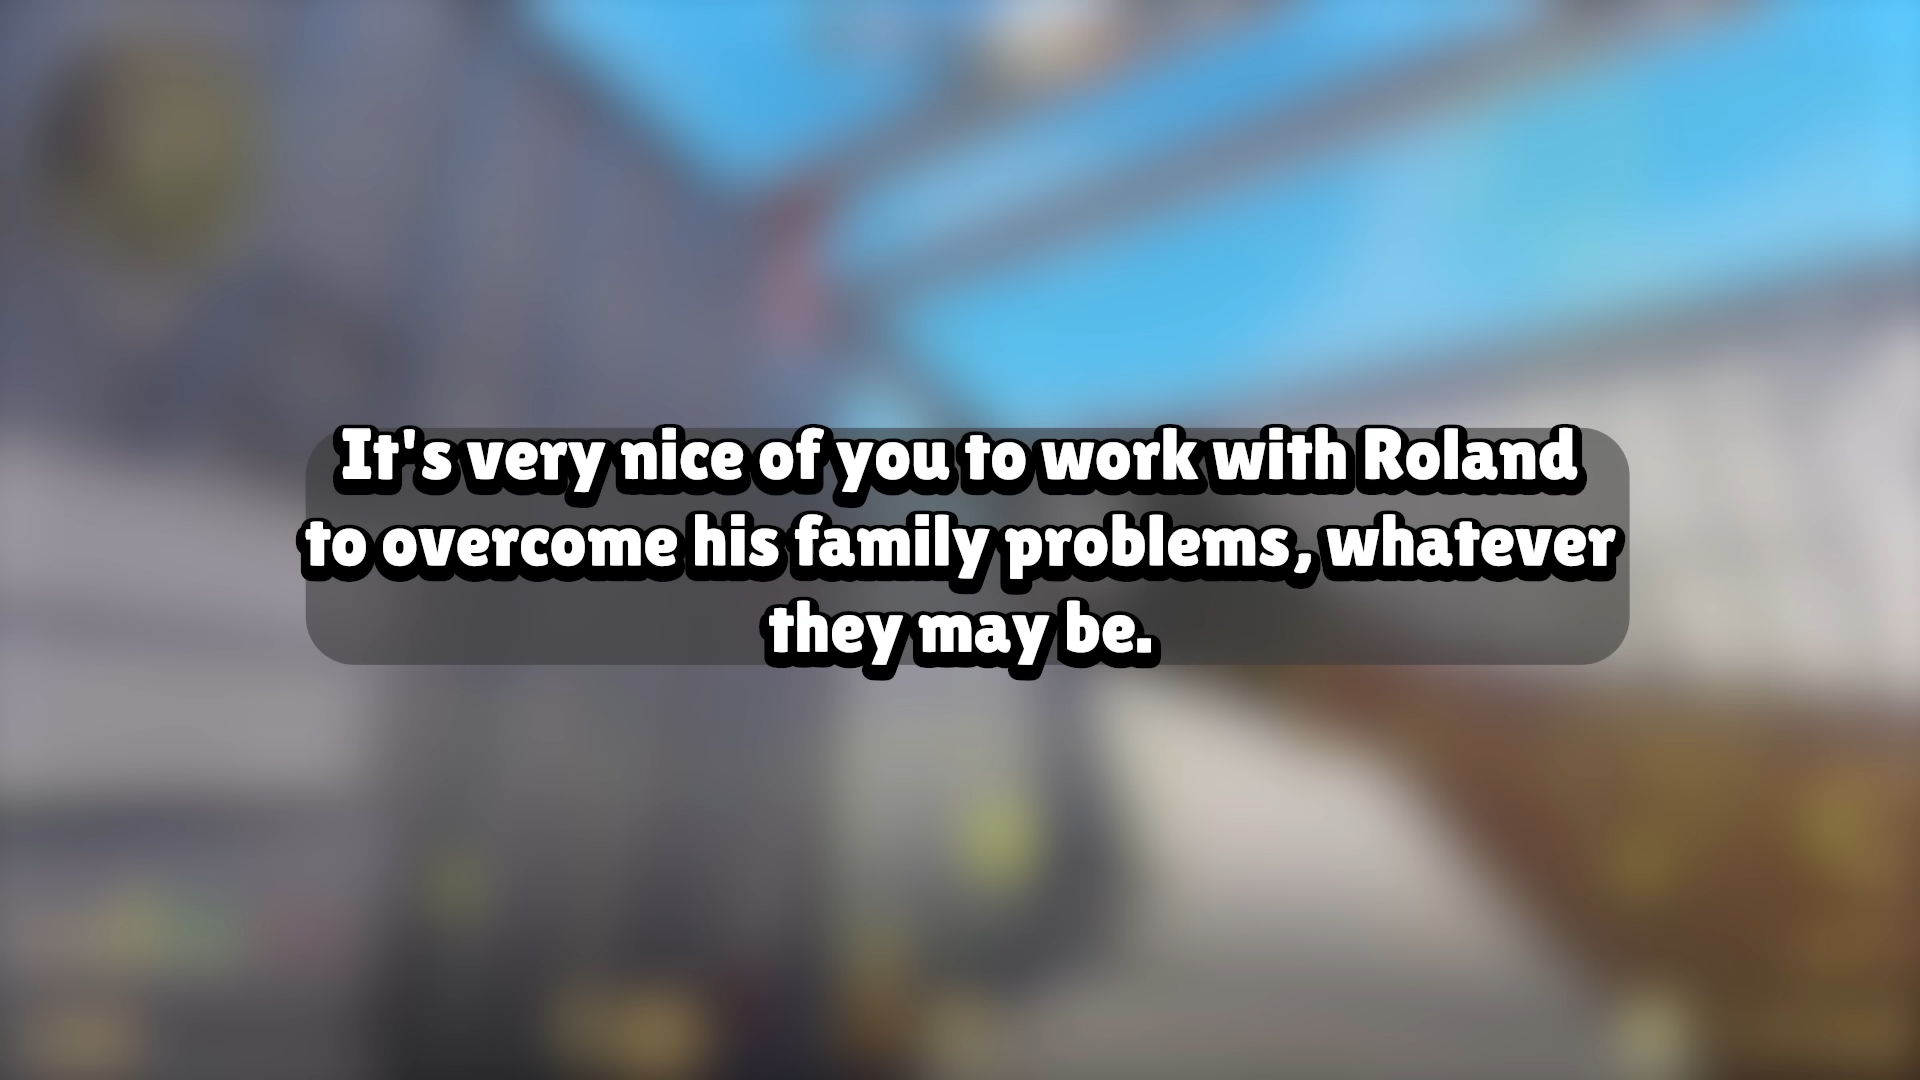 It's very nice of you to work with Roland
to overcome his family problems, whatever
they may be.